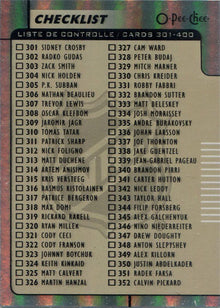 CHECKLIST
O-Pee-Chee
LISTE DE CONTRÔLE / CARDS 301-400
301 SIDNEY CROSBY
302 RADKO GUDAS
303 ZACK SMITH
304 NICK HOLDEN
305 P.K. SUBBAN
306 NATHAN BEAULIEU
307 TREVOR LEWIS
308 OSCAR KLEFBOM
309 JAROMIR JAGR
310 TOMAS TATAR
311 PATRICK SHARP
312 NICK FOLIGNO
313 MATT DUCHENE
314 ARTEM ANISIMOV
315 KRIS VERSTEEG
316 RASMUS RISTOLAINEN
317 PATRICE BERGERON
318 MAX DOMI
319 RICKARD RAKELL
320 RYAN MILLER
321 CODY CECI
322 CODY FRANSON
323 JOHNNY BOYCHUK
324 KEITH KINKAID
325 MATT CALVERT
326 MARTIN HANZAL
327 CAM WARD
328 PETER BUDAJ
329 MITCH MARNER
330 CHRIS KREIDER
331 ROBBY FABBRI
332 BRANDON SUTTER
333 MATT BELESKEY
334 JOSH MORRISSEY
335 ANDRE BURAKOVSKY
336 JOHAN LARSSON
337 JOE THORNTON
338 JAKE GUENTZEL
339 JEAN-GABRIEL PAGEAU
340 BRANDON PIRRI
341 CARTER HUTTON
342 NICK LEDDY
343 TAYLOR HALL
344 FILIP FORSBERG
345 ALEX GALCHENYUK
346 NINO NIEDERREITER
347 DREW DOUGHTY
348 ANTON SLEPYSHEV
349 ALEX KILLORN
350 JUSTIN ABDELKADER
351 RADEK FAKSA
352 CALVIN PICKARD